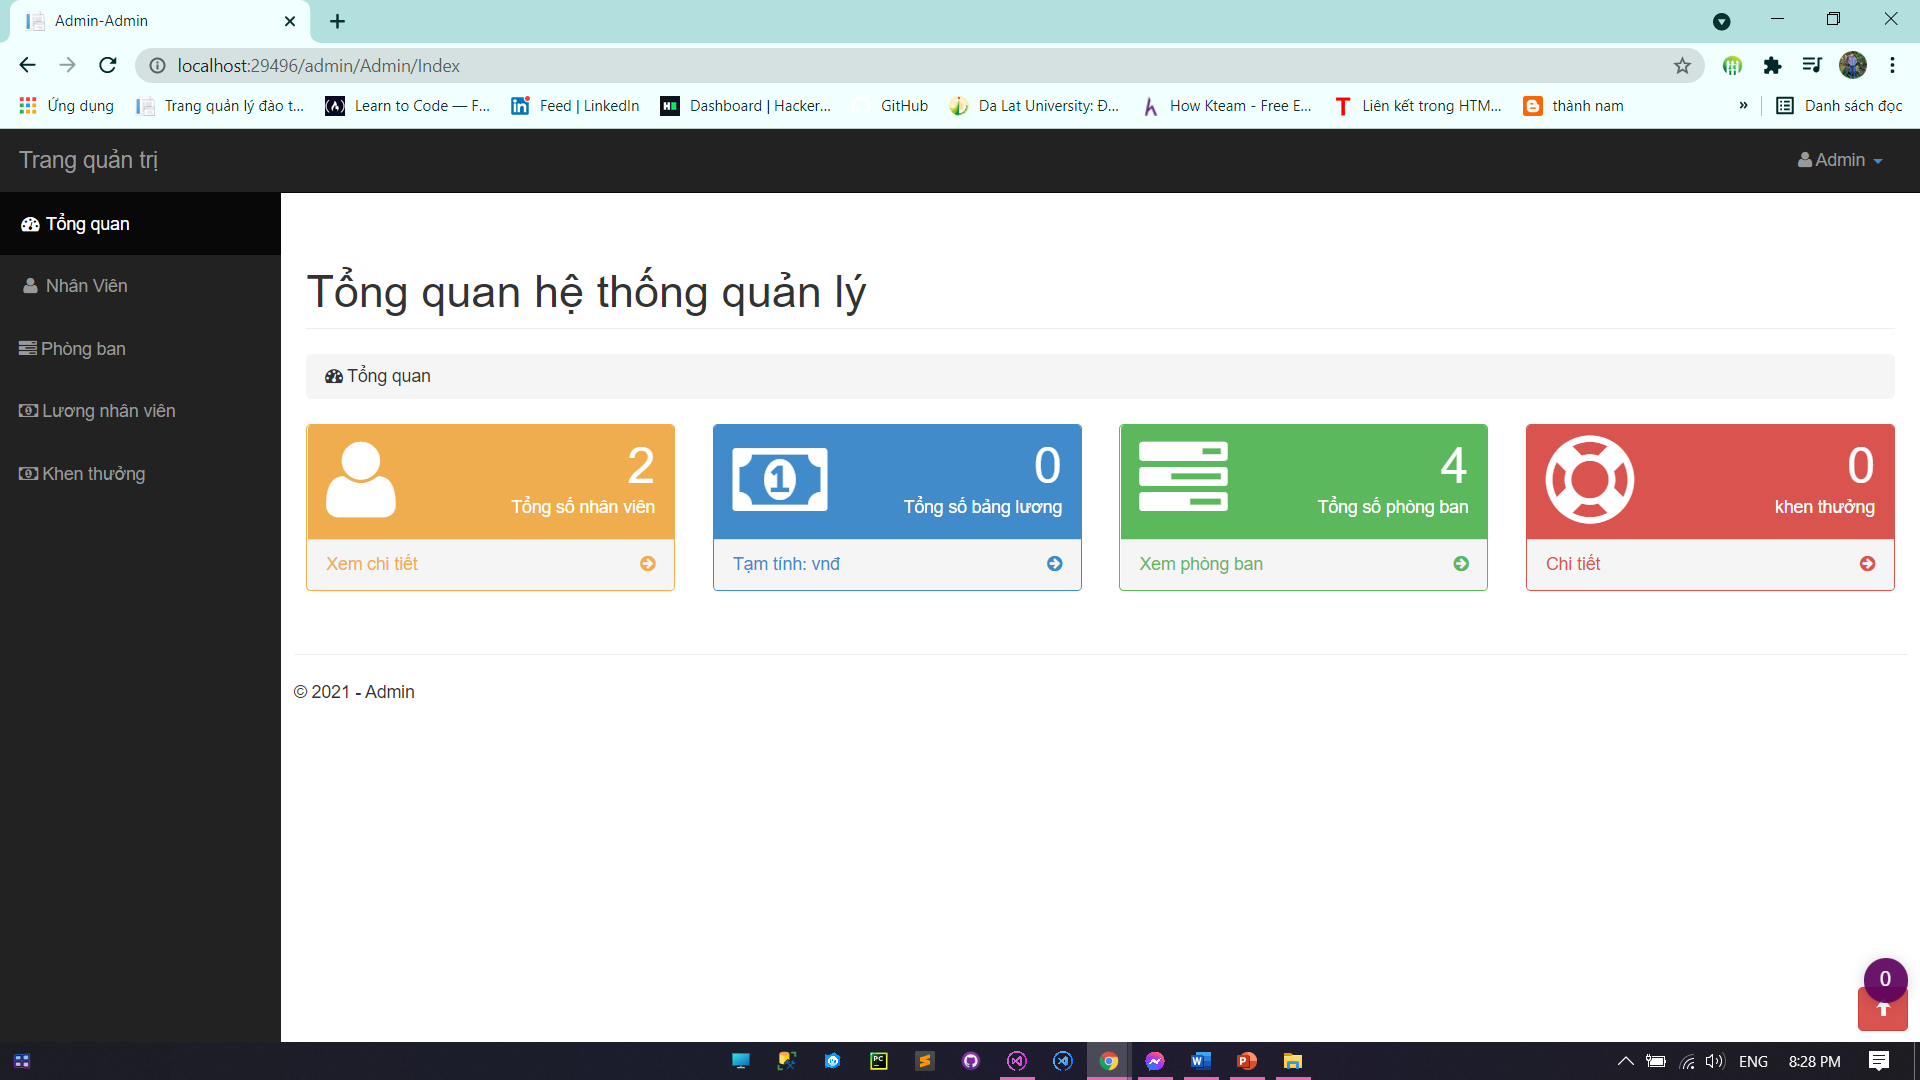 Admin-Admin
localhost:29496/admin/Admin/Index
Ứng dụng
Trang quản lý đào t...
Learn to Code — F...
Feed | LinkedIn
Dashboard | Hacker...
GitHub
Da Lat University: Đ...
How Kteam - Free E...
Liên kết trong HTM...
thành nam
»
Danh sách đọc
Trang quản trị
Admin
Tổng quan
Nhân Viên
Phòng ban
Lương nhân viên
Khen thưởng
Tổng quan hệ thống quản lý
Tổng quan
2
Tổng số nhân viên
Xem chi tiết
1
0
Tổng số bảng lương
Tạm tính: vnđ
4
Tổng số phòng ban
Xem phòng ban
0
khen thưởng
Chi tiết
© 2021 - Admin
0
ENG
8:28 PM